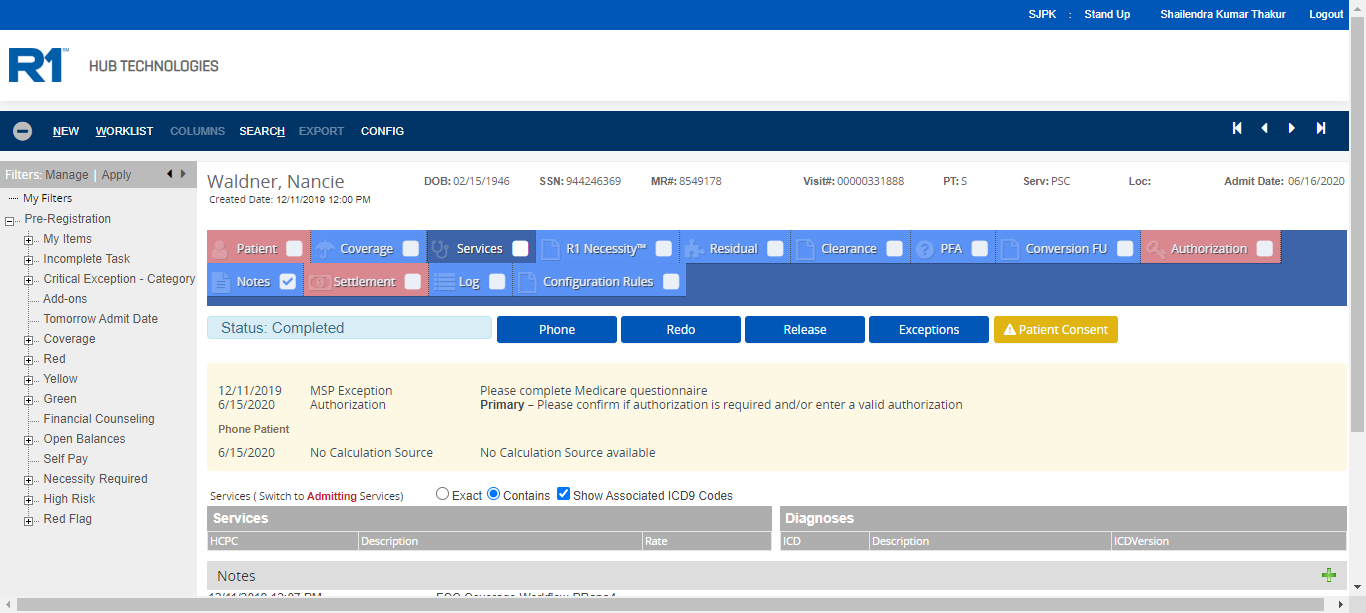 SJPK : Stand Up Shailendra Kumar Thakur Logout
R1 HUB TECHNOLOGIES
NEW WORKLIST COLUMNS SEARCH EXPORT CONFIG
Filters: Manage | Apply
My Filters
Pre-Registration
My Items
Incomplete Task
Critical Exception - Category
Add-ons
Tomorrow Admit Date
Coverage
Red
Yellow
Green
Financial Counseling
Open Balances
Self Pay
Necessity Required
High Risk
Red Flag
Waldner, Nancie DOB: 02/15/1946 SSN: 944246369 MR#: 8549178 Visit#: 00000331888 PT: S Serv: PSC Loc: Admit Date: 06/16/2020
Created Date: 12/11/2019 12:00 PM
Patient Coverage Services R1 Necessity™ Residual Clearance PFA Conversion FU Authorization
Notes Settlement Log Configuration Rules
Status: Completed Phone Redo Release Exceptions Patient Consent
12/11/2019 MSP Exception Please complete Medicare questionnaire
6/15/2020 Authorization Primary – Please confirm if authorization is required and/or enter a valid authorization
Phone Patient
6/15/2020 No Calculation Source No Calculation Source available
Services ( Switch to Admitting Services) Exact Contains Show Associated ICD9 Codes
Services Diagnoses
HCPC Description Rate ICD Description ICDVersion
Notes